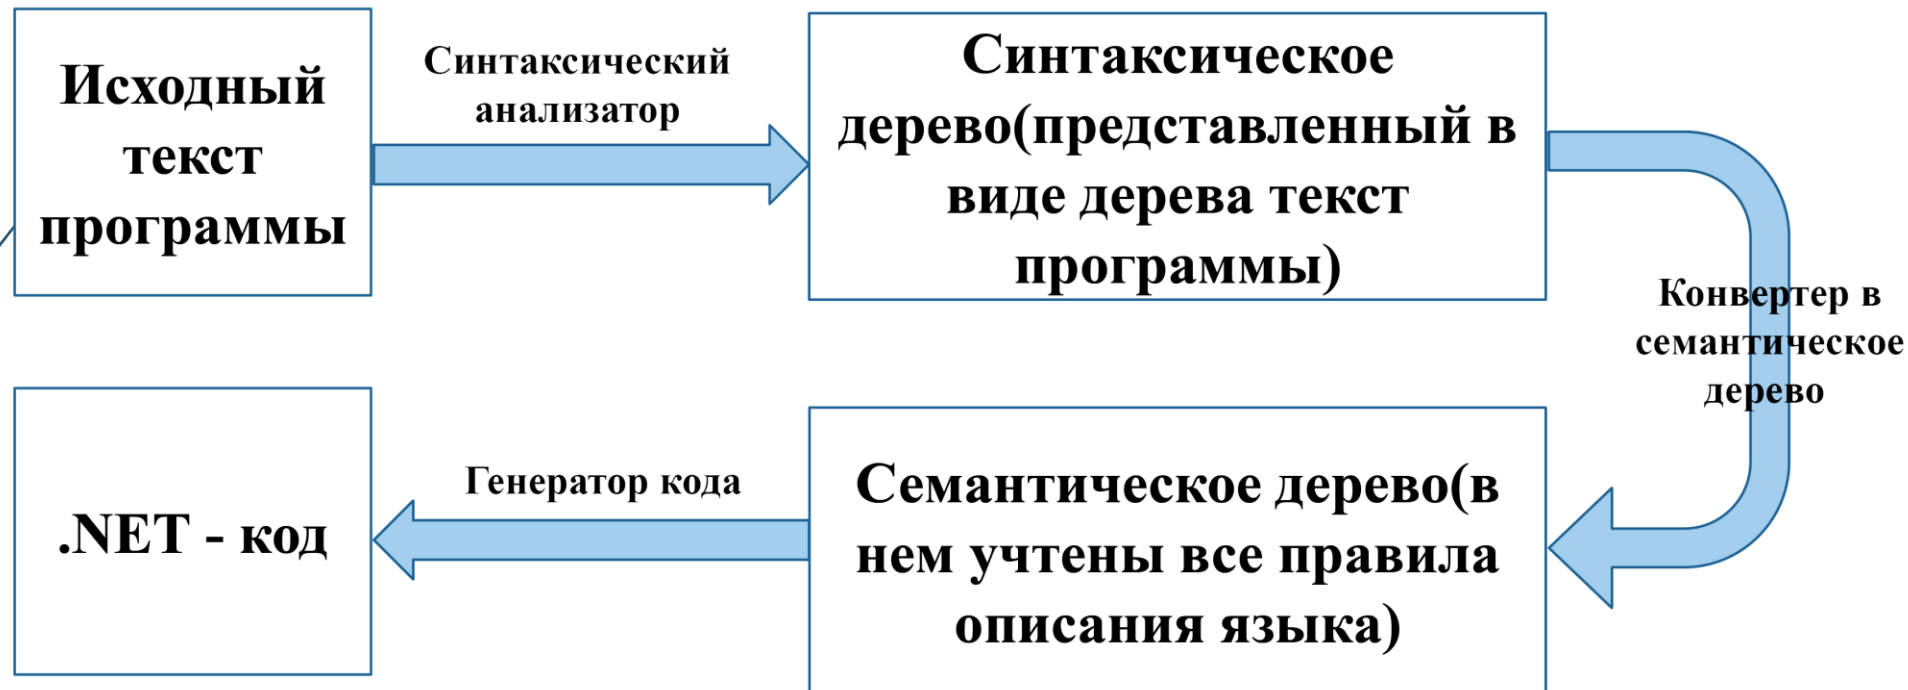 Исходный
текст
программы
Синтаксический
анализатор
Синтаксическое
дерево(представленный в
виде дерева текст
программы)
Конвертер в
семантическое
дерево
Семантическое дерево(в
нем учтены все правила
описания языка)
Генератор кода
.NET - код